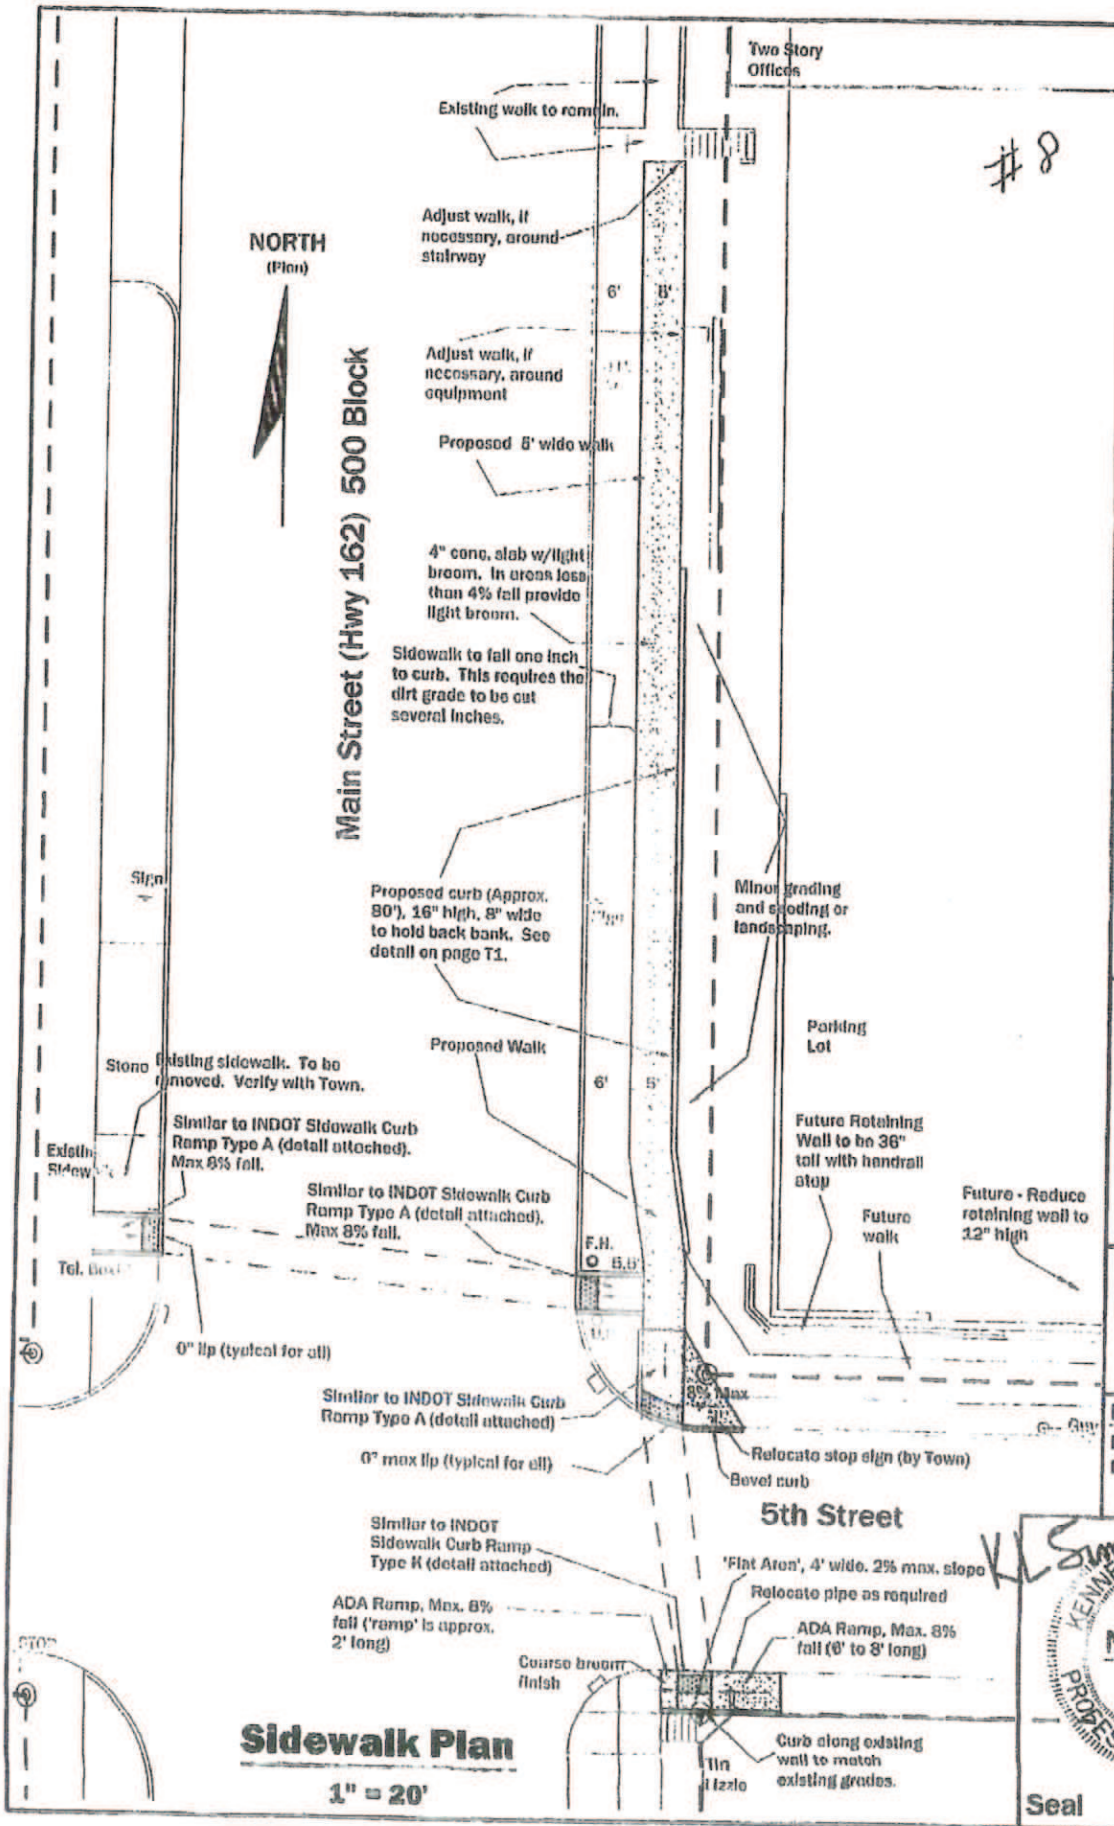 Two Story
Offices
#8
Existing walk to remain.
Adjust walk, if
necessary, around
stairway
NORTH
(Plan)
6'
Adjust walk, if
necessary, around
equipment
Main Street (Hwy 162) 500 Block
Proposed 5' wide walk
4" conc. slab w/light
broom. In areas less
than 4% fall provide
light broom.
Sidewalk to fall one inch
to curb. This requires the
dirt grade to be cut
several inches.
Sign
Proposed curb (Approx.
80'), 16" high, 8" wide
to hold back bank. See
detail on page T1.
Minor grading
and seeding or
landscaping.
Parking
Lot
Proposed Walk
6'
5'
Stone
Existing sidewalk. To be
removed. Verify with Town.
Similar to INDOT Sidewalk Curb
Ramp Type A (detail attached).
Max 8% fall.
Existing
Sidewalk
Similar to INDOT Sidewalk Curb
Ramp Type A (detail attached).
Max 8% fall.
Future Retaining
Wall to be 36"
tall with handrail
atop
Future
walk
Future - Reduce
retaining wall to
12" high
F.H.
Tel. Box
0" lip (typical for all)
Similar to INDOT Sidewalk Curb
Ramp Type A (detail attached)
8% Max
Guy
0" max lip (typical for all)
Relocate stop sign (by Town)
Bevel curb
5th Street
Similar to INDOT
Sidewalk Curb Ramp
Type K (detail attached)
'Flat Area', 4' wide. 2% max. slope
Relocate pipe as required
ADA Ramp, Max. 8%
fall ('ramp' is approx.
2' long)
ADA Ramp, Max. 8%
fall (6' to 8' long)
STOP
Course broom
finish
Curb along existing
wall to match
existing grades.
Tin
Lizzie
Sidewalk Plan
1" = 20'
Seal